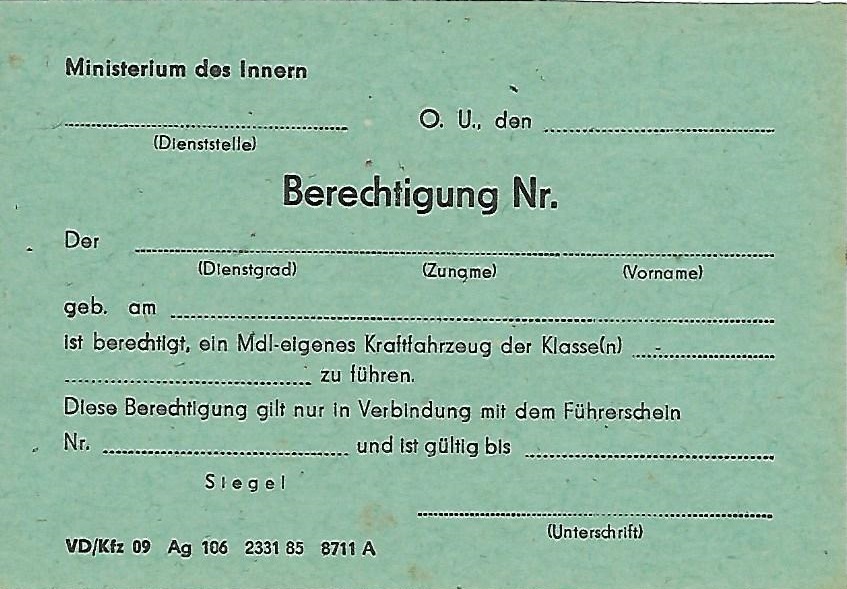 Ministerium des Innern
O. U., den
(Dienststelle)
Berechtigung Nr.
Der
(Dienstgrad) (Zuname) (Vorname)
geb. am
ist berechtigt, ein MdI-eigenes Kraftfahrzeug der Klasse(n)
zu führen.
Diese Berechtigung gilt nur in Verbindung mit dem Führerschein
Nr. und ist gültig bis
Siegel
(Unterschrift)
VD/Kfz 09 Ag 106 2331 85 8711 A